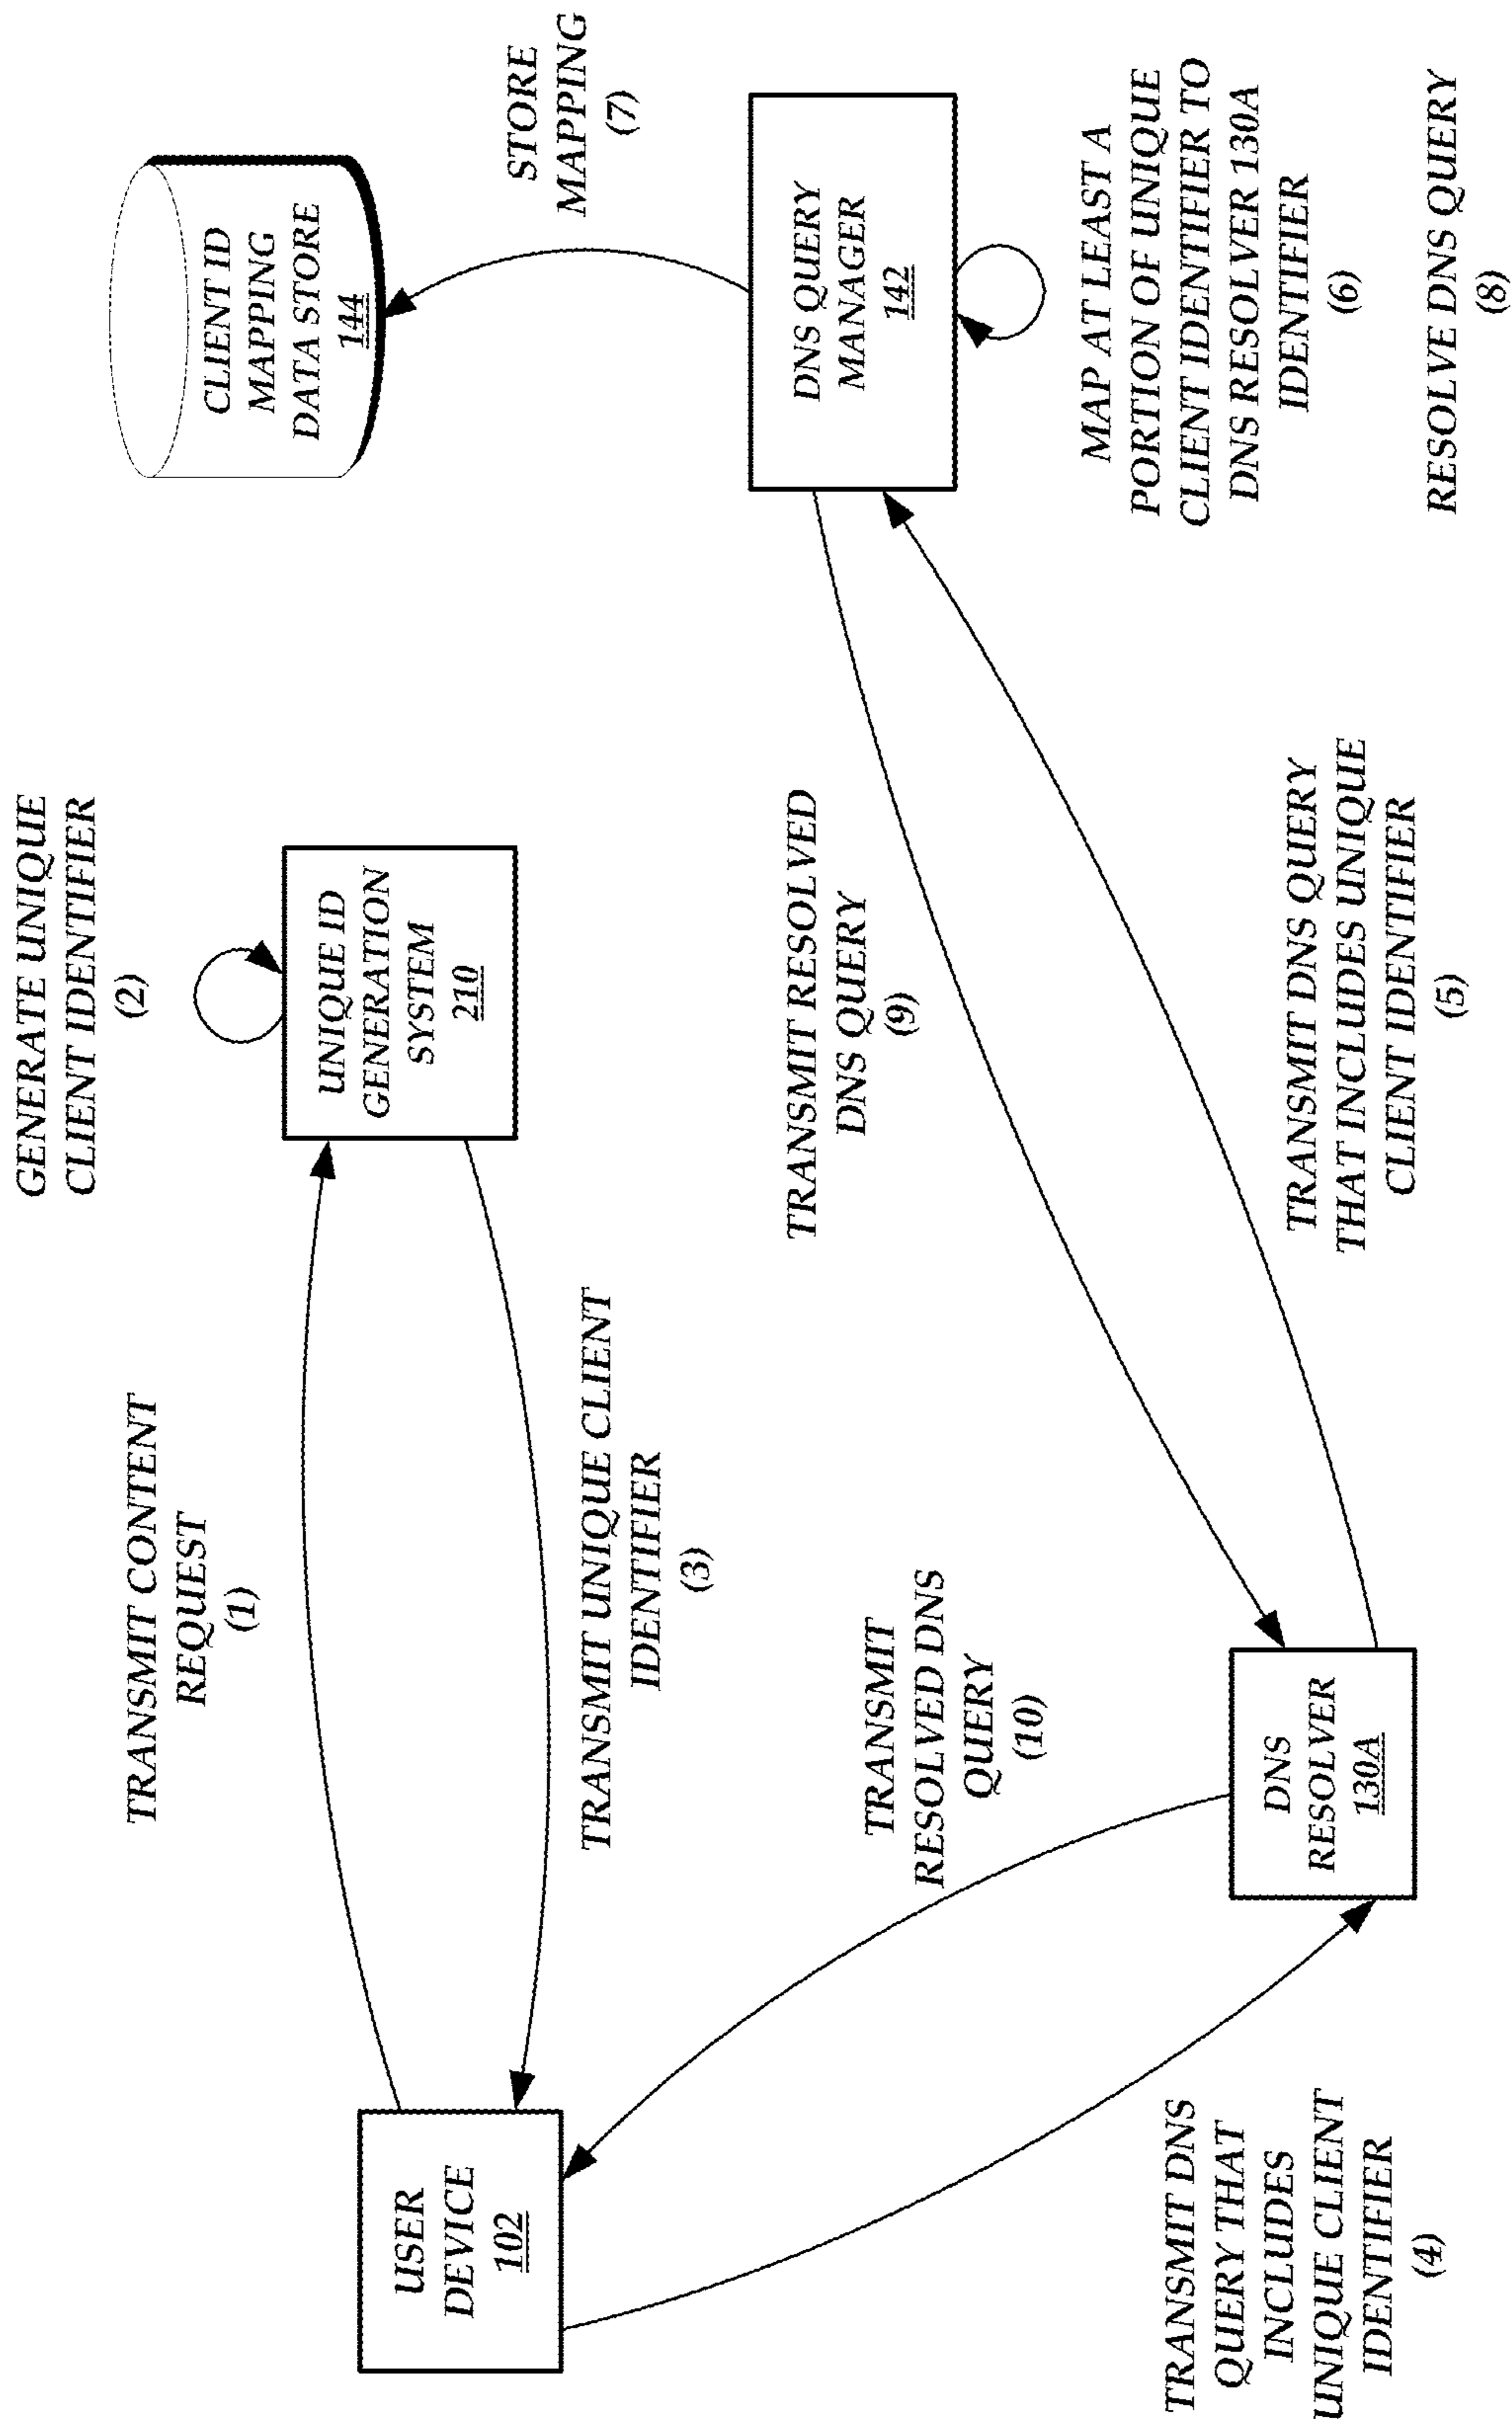 GENERATE UNIQUE
CLIENT IDENTIFIER
(2)
TRANSMIT CONTENT
REQUEST
(1)
UNIQUE ID
GENERATION
SYSTEM
210
CLIENT ID
MAPPING
DATA STORE
144
USER
DEVICE
102
TRANSMIT UNIQUE CLIENT
IDENTIFIER
(3)
STORE
MAPPING
(7)
TRANSMIT
RESOLVED DNS
QUERY
(10)
TRANSMIT RESOLVED
DNS QUERY
(9)
DNS QUERY
MANAGER
142
TRANSMIT DNS
QUERY THAT
INCLUDES
UNIQUE CLIENT
IDENTIFIER
(4)
DNS
RESOLVER
130A
TRANSMIT DNS QUERY
THAT INCLUDES UNIQUE
CLIENT IDENTIFIER
(5)
MAP AT LEAST A
PORTION OF UNIQUE
CLIENT IDENTIFIER TO
DNS RESOLVER 130A
IDENTIFIER
(6)
RESOLVE DNS QUERY
(8)